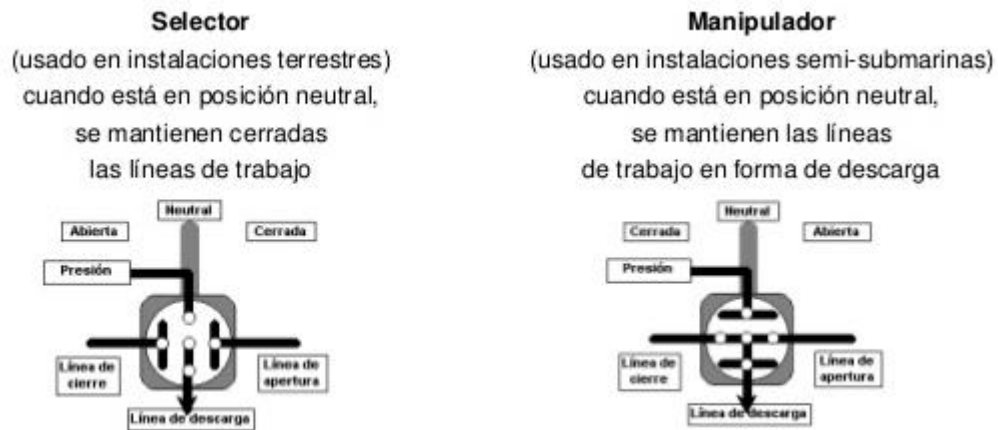 Selector
(usado en instalaciones terrestres)
cuando está en posición neutral,
se mantienen cerradas
las líneas de trabajo
Neutral
Abierta
Cerrada
Presión
Línea de
cierre
Línea de
apertura
Línea de descarga
Manipulador
(usado en instalaciones semi-submarinas)
cuando está en posición neutral,
se mantienen las líneas
de trabajo en forma de descarga
Neutral
Cerrada
Abierta
Presión
Línea de
cierre
Línea de
apertura
Línea de descarga